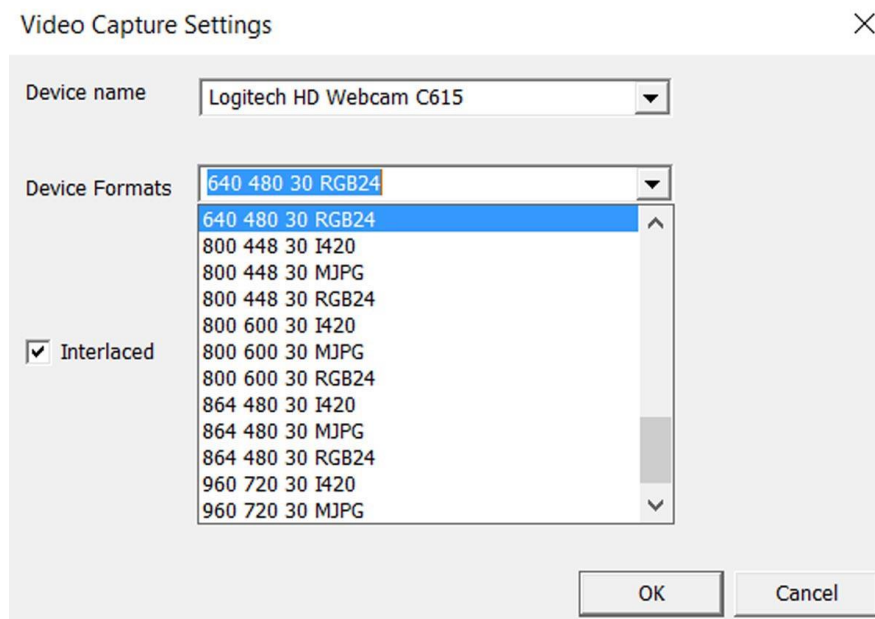 Video Capture Settings
Device name
Logitech HD Webcam C615
Device Formats
640 480 30 RGB24
640 480 30 RGB24
800 448 30 I420
800 448 30 MJPG
800 448 30 RGB24
800 600 30 I420
Interlaced
800 600 30 MJPG
800 600 30 RGB24
864 480 30 I420
864 480 30 MJPG
864 480 30 RGB24
960 720 30 I420
960 720 30 MJPG
OK
Cancel